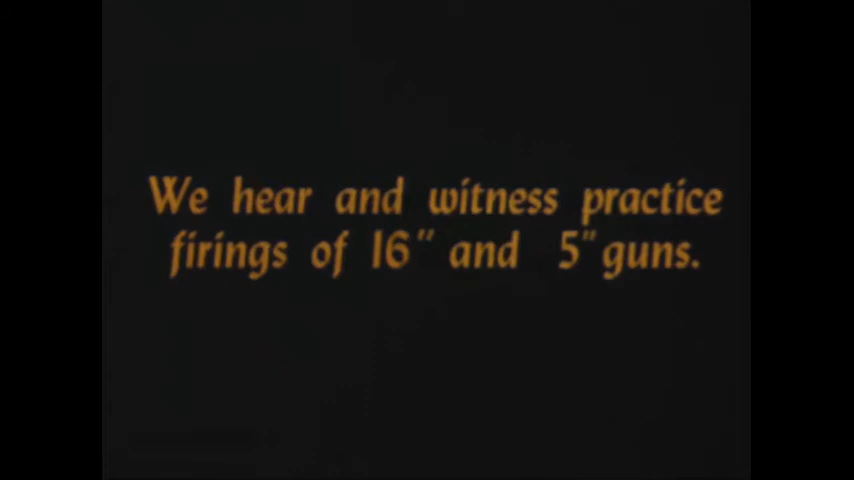 We hear and witness practice
firings of 16" and 5" guns.